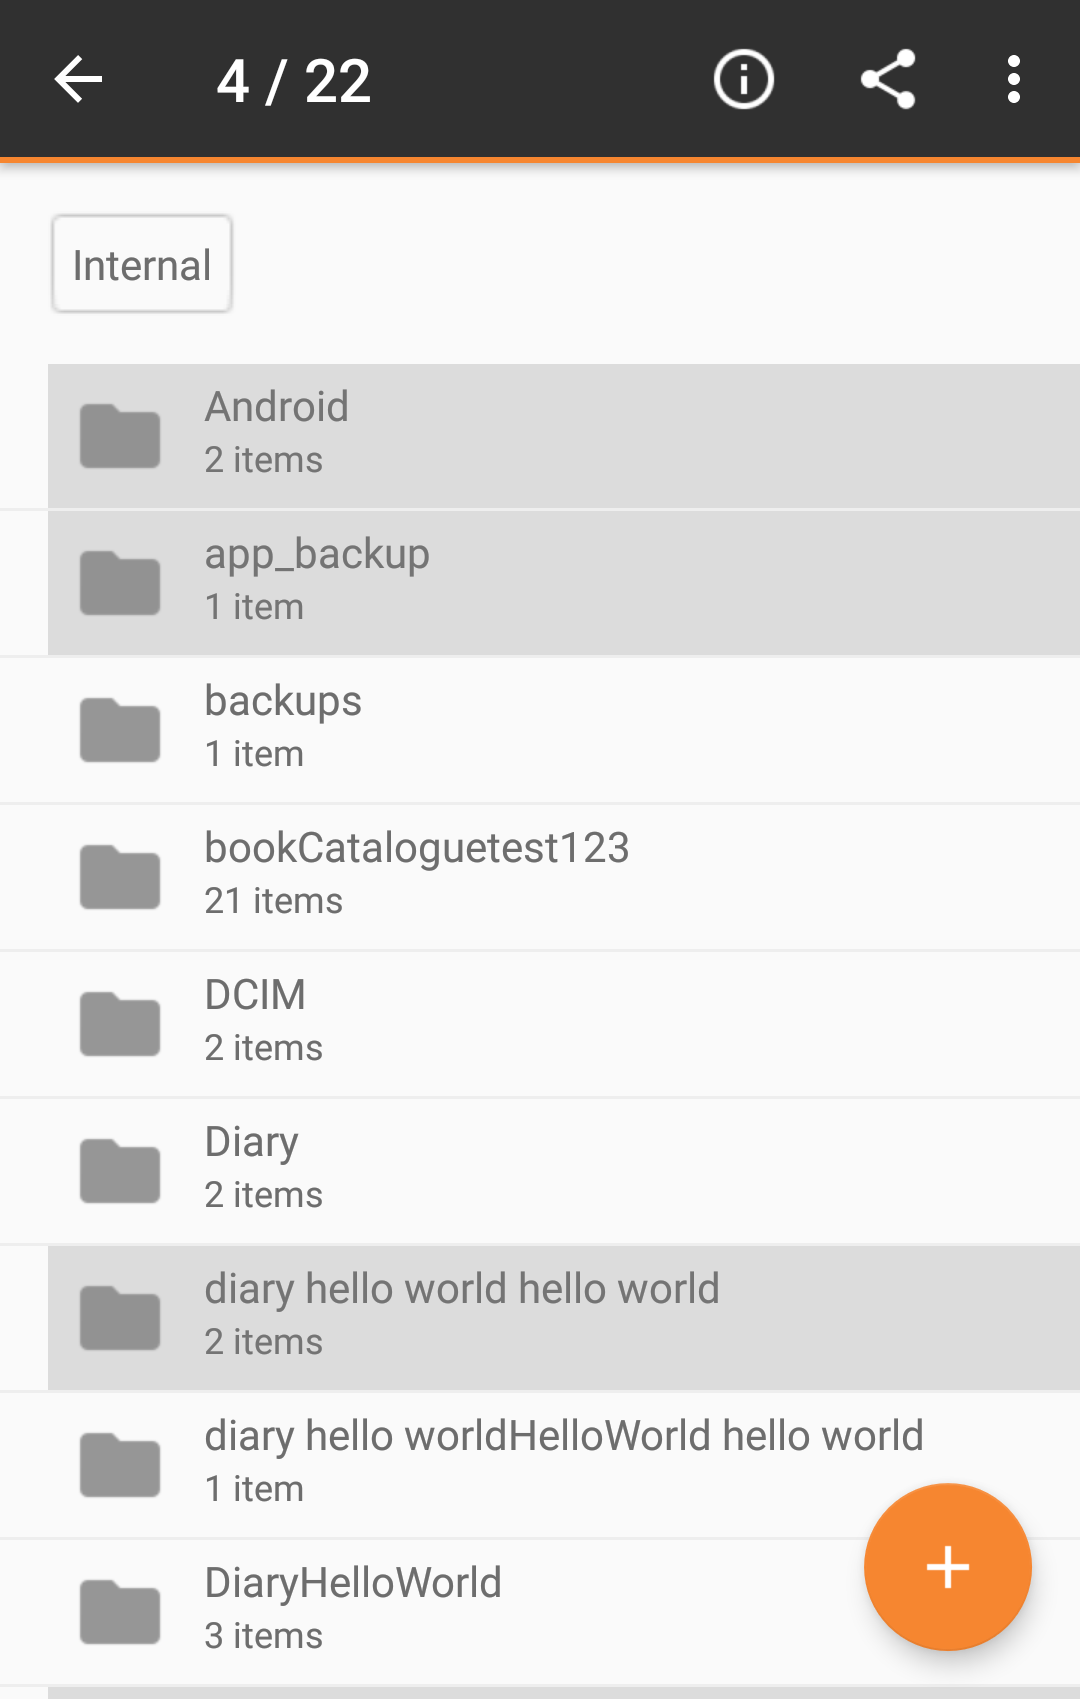 4 / 22
Internal
Android
2 items
app_backup
1 item
backups
1 item
bookCataloguetest123
21 items
DCIM
2 items
Diary
2 items
diary hello world hello world
2 items
diary hello worldHelloWorld hello world
1 item
DiaryHelloWorld
3 items